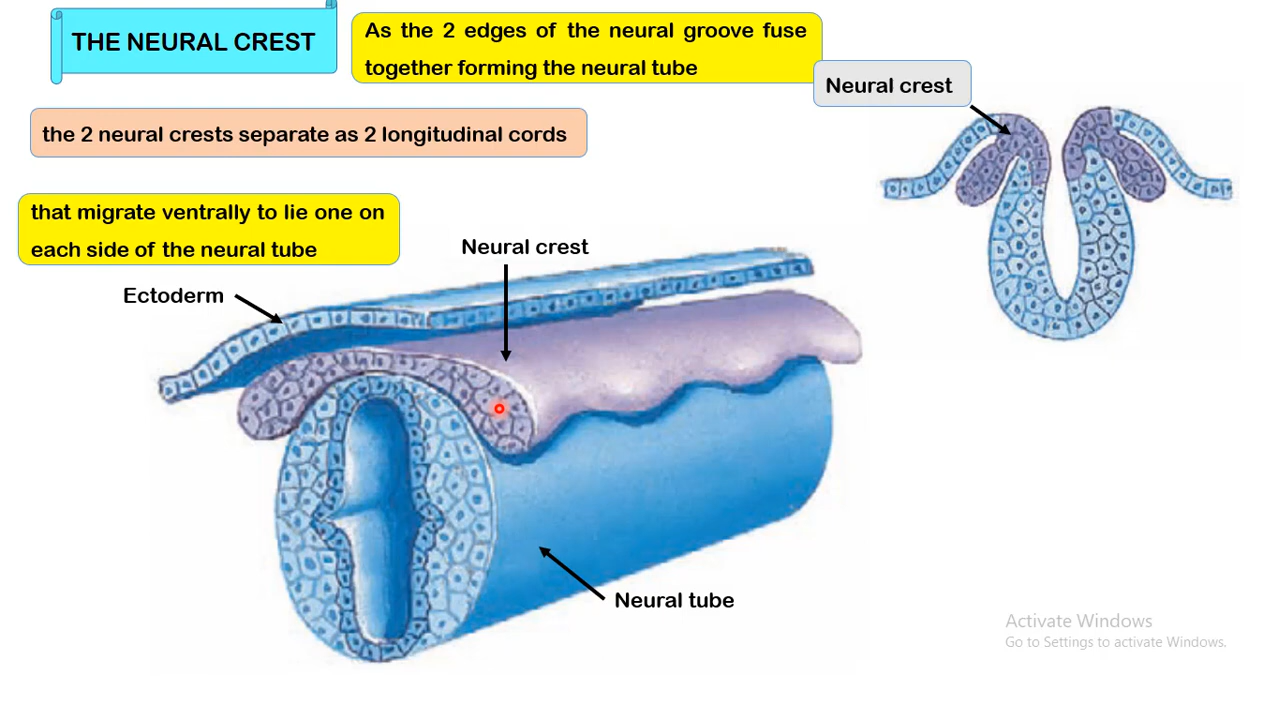 THE NEURAL CREST
As the 2 edges of the neural groove fuse
together forming the neural tube
Neural crest
the 2 neural crests separate as 2 longitudinal cords
that migrate ventrally to lie one on
each side of the neural tube
Neural crest
Ectoderm
Neural tube
Activate Windows
Go to Settings to activate Windows.